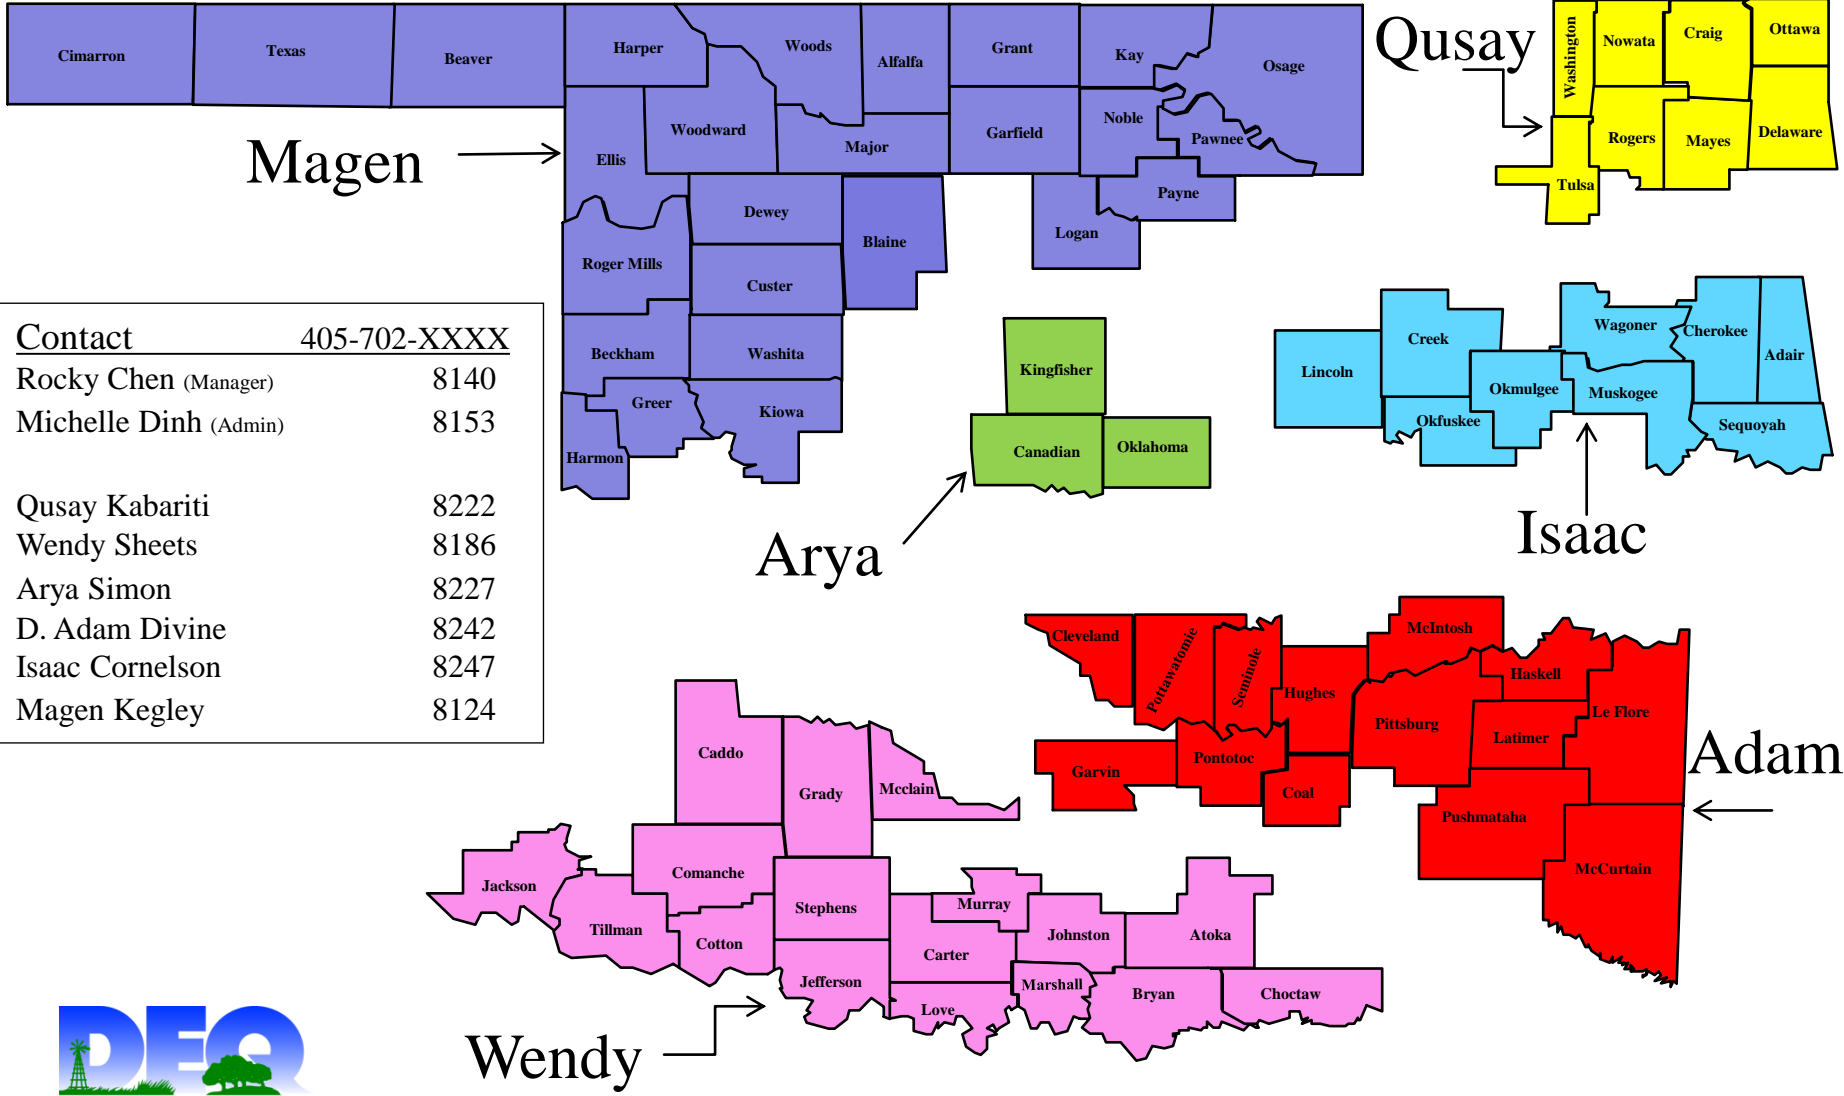 Cimarron
Texas
Beaver
Harper
Woods
Alfalfa
Grant
Kay
Osage
Woodward
Ellis
Major
Garfield
Noble
Pawnee
Payne
Logan
Dewey
Blaine
Roger Mills
Custer
Beckham
Washita
Greer
Kiowa
Harmon
Magen
Qusay
Washington
Nowata
Craig
Ottawa
Rogers
Mayes
Delaware
Tulsa
Contact 405-702-XXXX
Rocky Chen (Manager) 8140
Michelle Dinh (Admin) 8153
Qusay Kabariti 8222
Wendy Sheets 8186
Arya Simon 8227
D. Adam Divine 8242
Isaac Cornelson 8247
Magen Kegley 8124
Kingfisher
Canadian
Oklahoma
Arya
Lincoln
Creek
Okfuskee
Okmulgee
Wagoner
Muskogee
Cherokee
Adair
Sequoyah
Isaac
Cleveland
Pottawatomie
Seminole
Hughes
McIntosh
Haskell
Pittsburg
Latimer
Le Flore
Garvin
Pontotoc
Coal
Pushmataha
McCurtain
Adam
Caddo
Grady
Mcclain
Comanche
Jackson
Tillman
Cotton
Stephens
Jefferson
Murray
Carter
Love
Johnston
Marshall
Atoka
Bryan
Choctaw
Wendy
DEQ